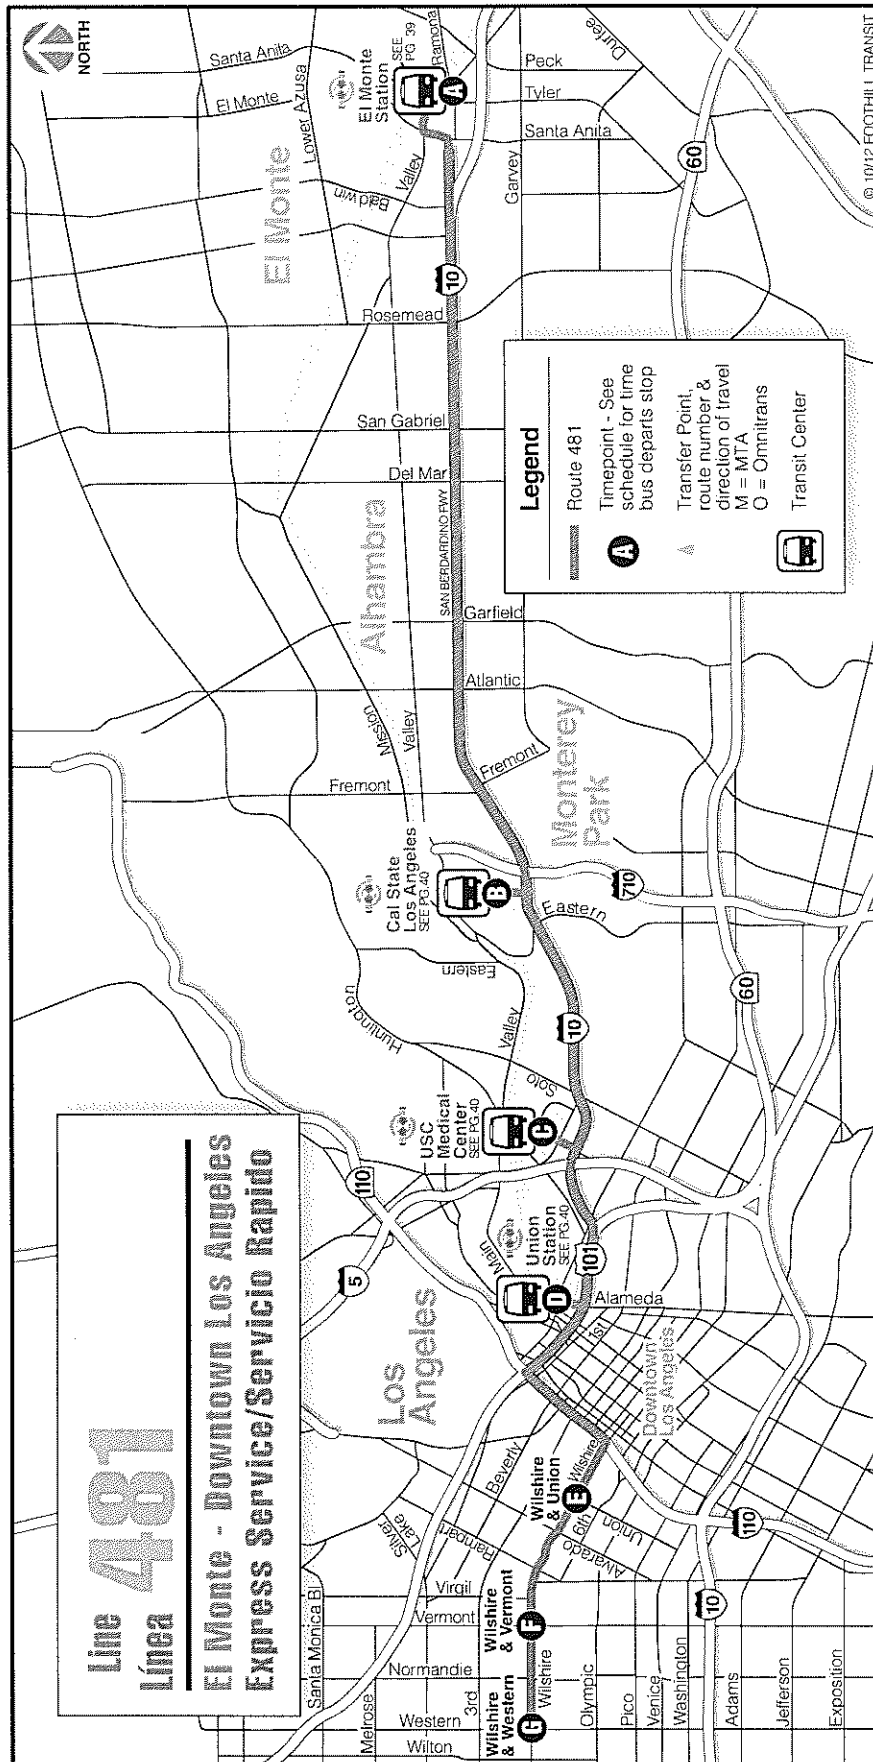 Line
Línea 481
El Monte - Downtown Los Angeles
Express Service/Servicio Rapido
NORTH
Santa Anita
El Monte
Lower Azusa
El Monte
Baldwin
Valley
El Monte
Station
SEE
PG 39
Ramona
A
Peck
Tyler
Santa Anita
Durfee
Garvey
60
10
Rosemead
San Gabriel
Del Mar
SAN BERDARDINO FWY
Alhambra
Garfield
Atlantic
Mission
Valley
Fremont
Fremont
Monterey
Park
Cal State
Los Angeles
SEE PG.40
B
710
Eastern
Eastern
Huntington
Valley
10
60
Soto
USC
Medical
Center
SEE PG.40
C
110
5
Main
Union
Station
SEE PG.40
D
101
Alameda
1st
Los
Angeles
Downtown
Los Angeles
Beverly
Silver
Lake
Rampart
Wilshire
& Union
Wilshire
E
6th
Union
Alvarado
110
Virgil
Vermont
Wilshire
& Vermont
F
Santa Monica Bl
Normandie
Melrose
Western
3rd
Wilton
Wilshire
& Western
G
Wilshire
Olympic
Pico
Venice
Washington
10
Adams
Jefferson
Exposition
Legend
Route 481
A
Timepoint - See
schedule for time
bus departs stop
Transfer Point,
route number &
direction of travel
M = MTA
O = Omnitrans
Transit Center
© 10/12 FOOTHILL TRANSIT